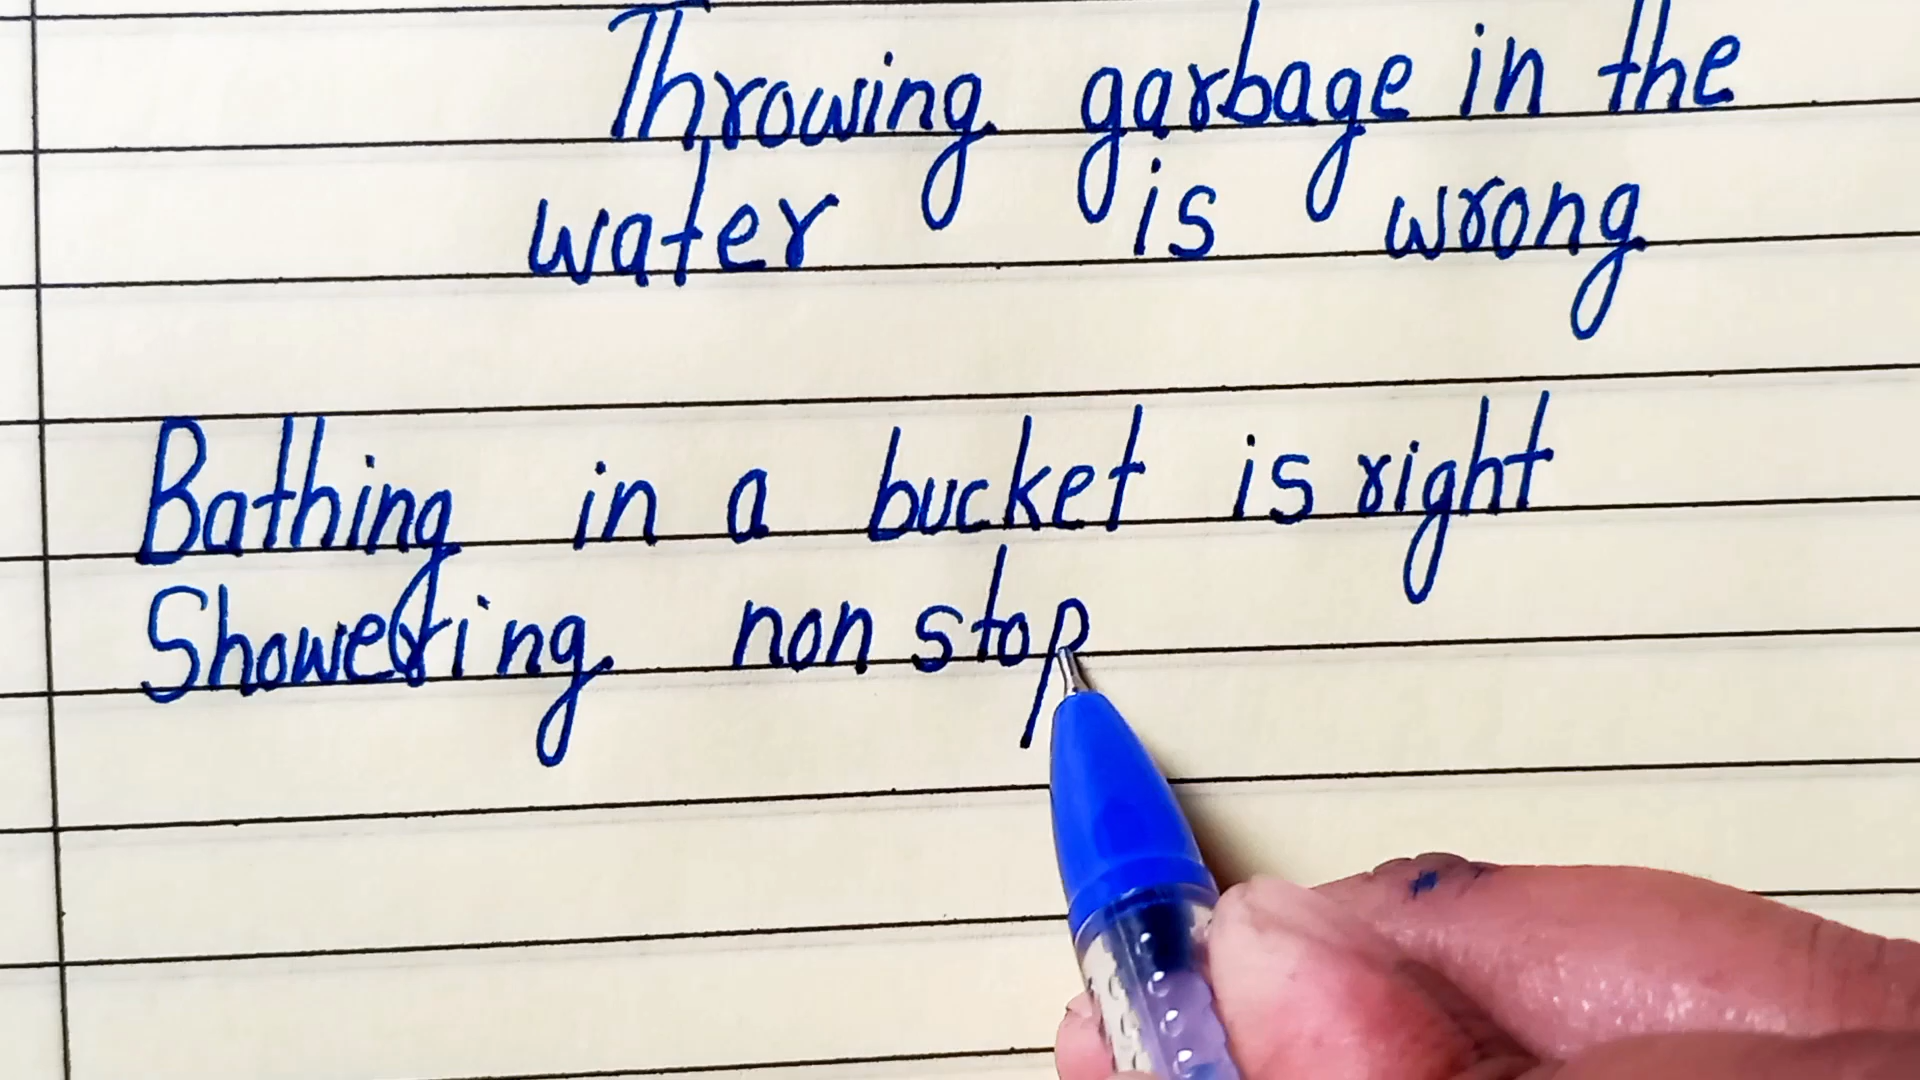 Throwing garbage in the
water is wrong
Bathing in a bucket is right
Showering non stop